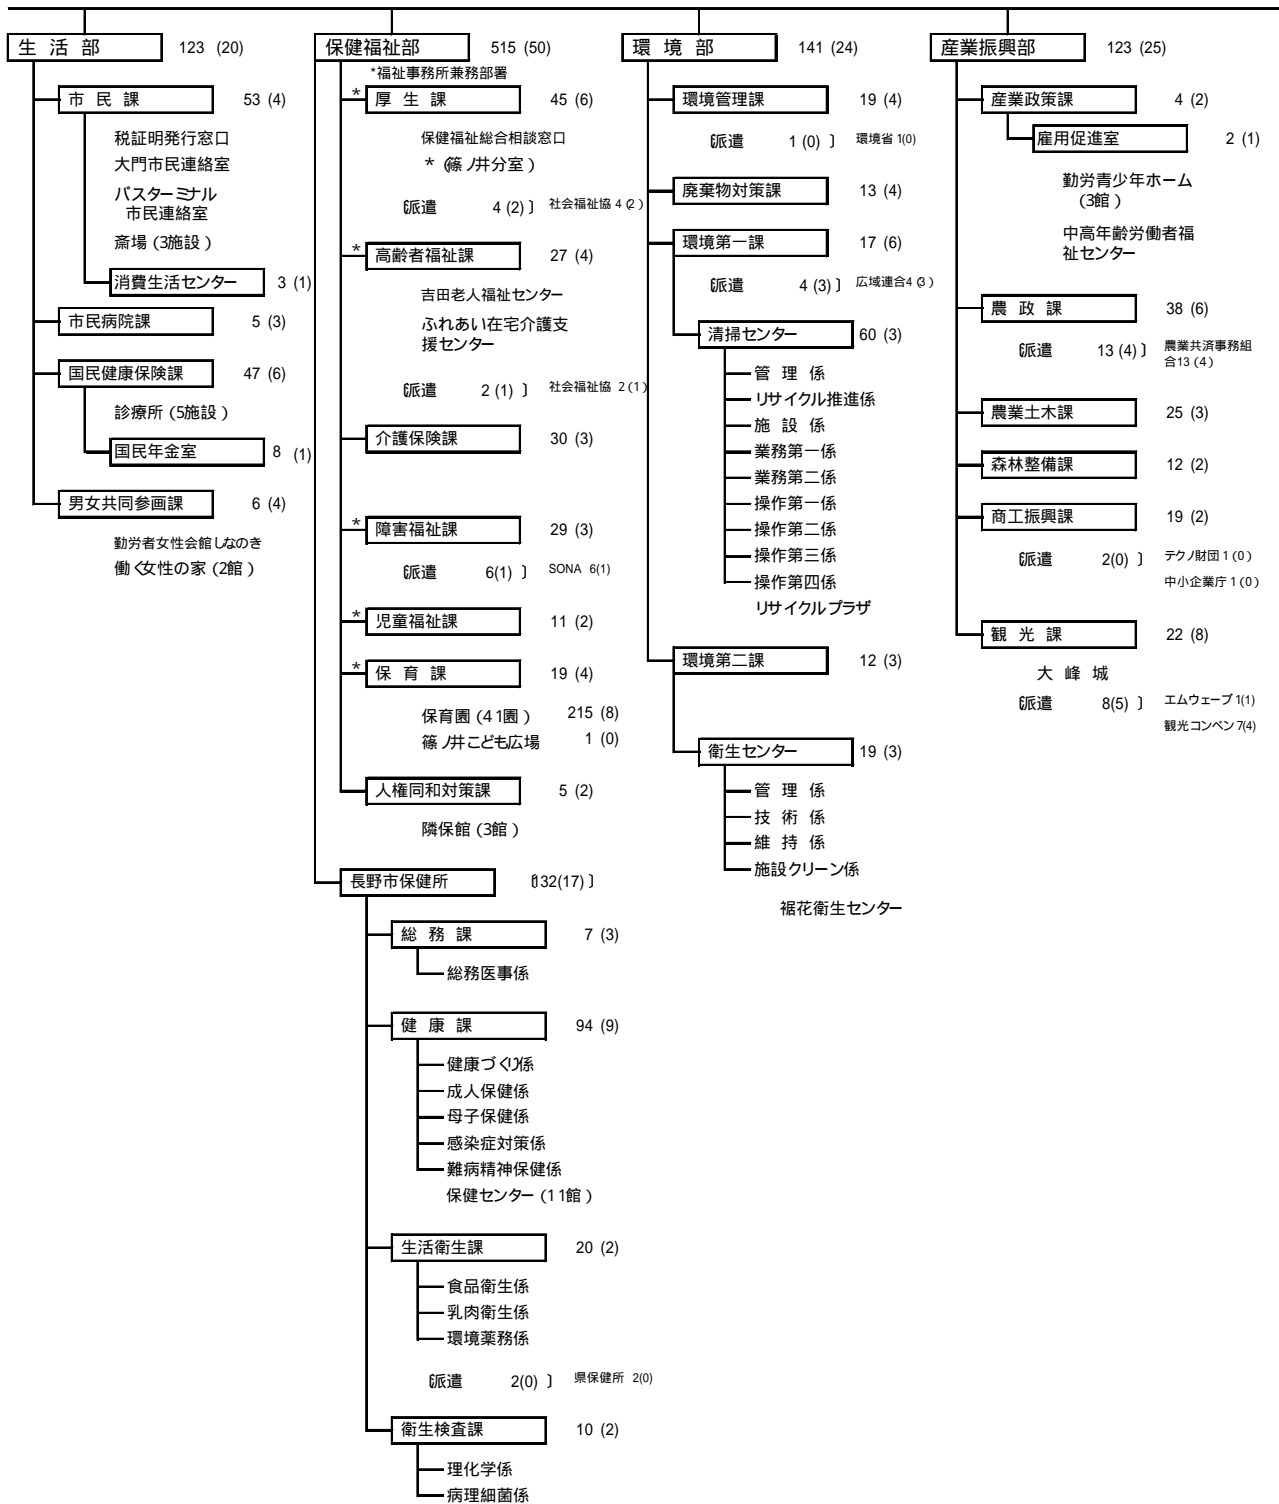 生活部 123 (20)
市民課 53 (4)
税証明発行窓口
大門市民連絡室
バスターミナル
市民連絡室
斎場 (3施設)
消費生活センター 3 (1)
市民病院課 5 (3)
国民健康保険課 47 (6)
診療所 (5施設)
国民年金室 8 (1)
男女共同参画課 6 (4)
勤労者女性会館しなのき
働く女性の家 (2館)
保健福祉部 515 (50)
*福祉事務所兼務部署
* 厚生課 45 (6)
保健福祉総合相談窓口
* (篠ノ井分室)
〔派遣 4 (2) 〕 社会福祉協 4 (2)
* 高齢者福祉課 27 (4)
吉田老人福祉センター
ふれあい在宅介護支
援センター
〔派遣 2 (1) 〕 社会福祉協 2 (1)
介護保険課 30 (3)
* 障害福祉課 29 (3)
〔派遣 6(1) 〕 SONA 6(1)
* 児童福祉課 11 (2)
* 保育課 19 (4)
保育園 (41園) 215 (8)
篠ノ井こども広場 1 (0)
人権同和対策課 5 (2)
隣保館 (3館)
長野市保健所 〔132(17) 〕
総務課 7 (3)
総務医事係
健康課 94 (9)
健康づくり係
成人保健係
母子保健係
感染症対策係
難病精神保健係
保健センター (11館)
生活衛生課 20 (2)
食品衛生係
乳肉衛生係
環境薬務係
〔派遣 2(0) 〕 県保健所 2(0)
衛生検査課 10 (2)
理化学係
病理細菌係
環境部 141 (24)
環境管理課 19 (4)
〔派遣 1 (0) 〕 環境省 1(0)
廃棄物対策課 13 (4)
環境第一課 17 (6)
〔派遣 4 (3) 〕 広域連合4 (3)
清掃センター 60 (3)
管理係
リサイクル推進係
施設係
業務第一係
業務第二係
操作第一係
操作第二係
操作第三係
操作第四係
リサイクルプラザ
環境第二課 12 (3)
衛生センター 19 (3)
管理係
技術係
維持係
施設クリーン係
裾花衛生センター
産業振興部 123 (25)
産業政策課 4 (2)
雇用促進室 2 (1)
勤労青少年ホーム
(3館)
中高年齢労働者福
祉センター
農政課 38 (6)
〔派遣 13 (4) 〕 農業共済事務組
合13 (4)
農業土木課 25 (3)
森林整備課 12 (2)
商工振興課 19 (2)
〔派遣 2(0) 〕 テクノ財団 1 (0)
中小企業庁 1 (0)
観光課 22 (8)
大峰城
〔派遣 8(5) 〕 エムウェーブ 1(1)
観光コンベン 7(4)